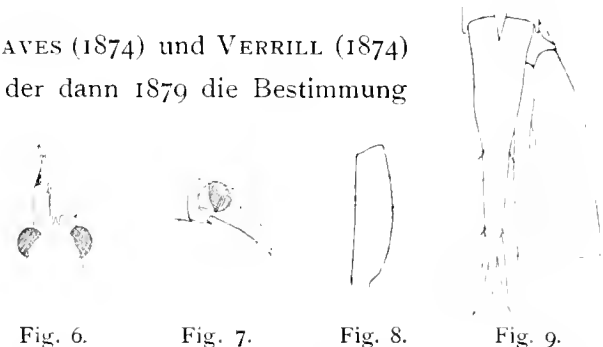 AVES (1874) und VERRILL (1874)
der dann 1879 die Bestimmung
Fig. 6. Fig. 7. Fig. 8. Fig. 9.